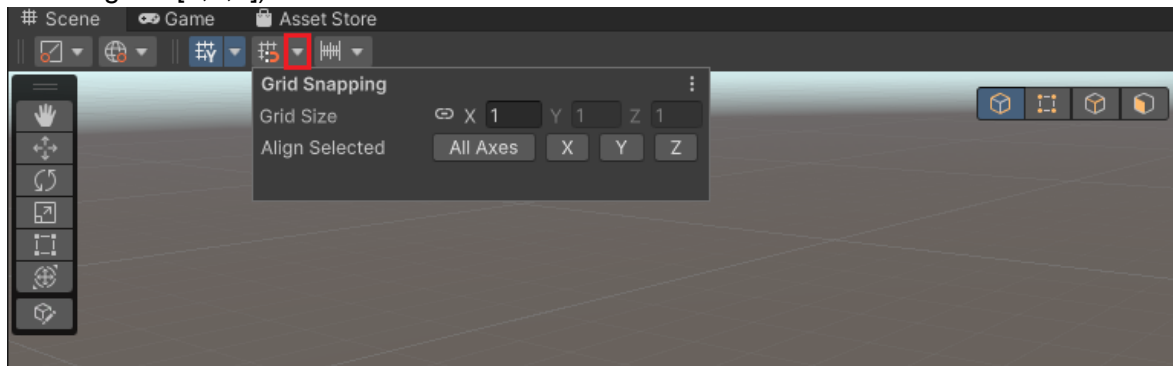 Scene Game Asset Store
Grid Snapping
Grid Size X 1 Y 1 Z 1
Align Selected All Axes X Y Z